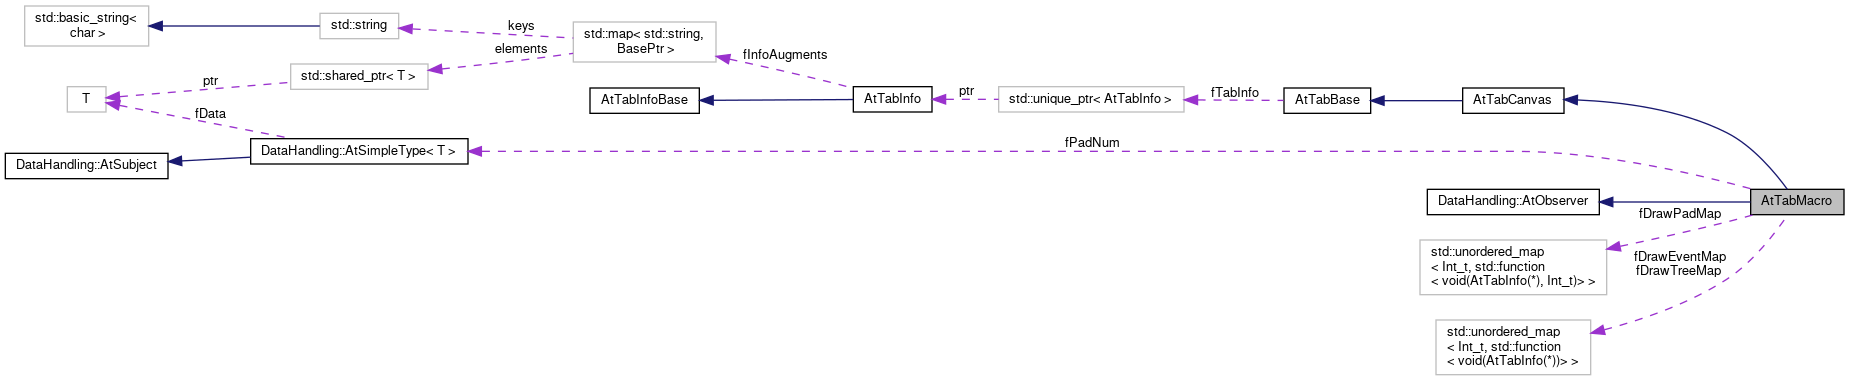 std::basic_string<
char >
std::string
keys
elements
std::map< std::string,
BasePtr >
fInfoAugments
std::shared_ptr< T >
ptr
T
fData
AtTabInfoBase
AtTabInfo
ptr
std::unique_ptr< AtTabInfo >
fTabInfo
AtTabBase
AtTabCanvas
DataHandling::AtSubject
DataHandling::AtSimpleType< T >
fPadNum
DataHandling::AtObserver
AtTabMacro
fDrawPadMap
std::unordered_map
< Int_t, std::function
< void(AtTabInfo(*), Int_t)> >
fDrawEventMap
fDrawTreeMap
std::unordered_map
< Int_t, std::function
< void(AtTabInfo(*))> >